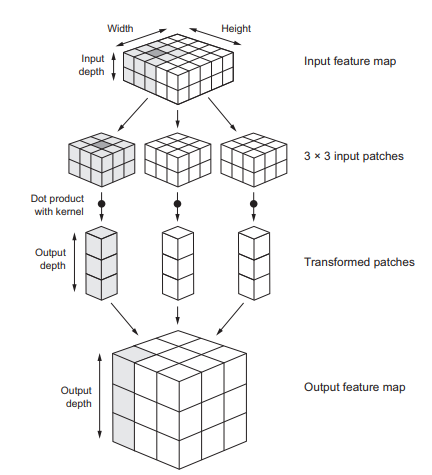 Width
Height
Input
depth
Input feature map
3 × 3 input patches
Dot product
with kernel
Output
depth
Transformed patches
Output
depth
Output feature map